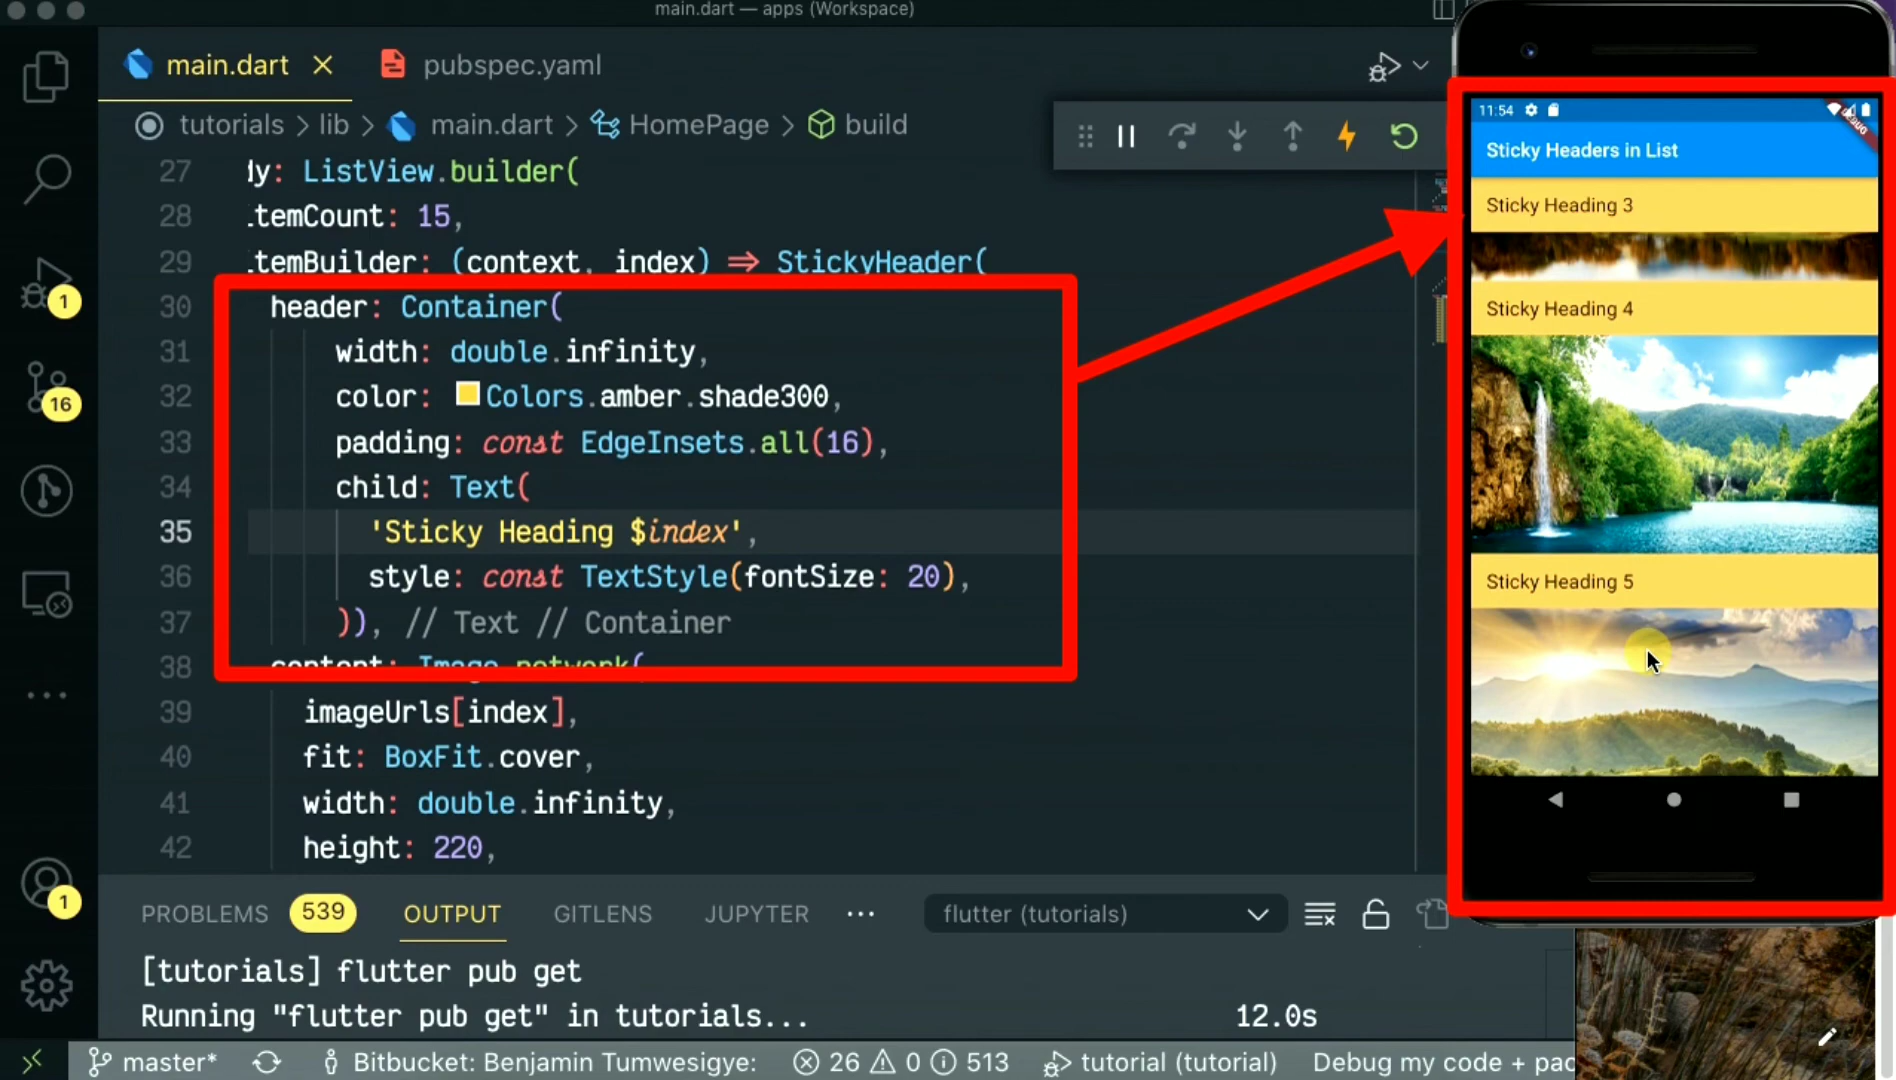 main.dart — apps (Workspace)
main.dart
pubspec.yaml
tutorials > lib > main.dart > HomePage > build
27 dy: ListView.builder(
28 .temCount: 15,
29 .temBuilder: (context, index) => StickyHeader(
30 header: Container(
31 width: double.infinity,
32 color: Colors.amber.shade300,
33 padding: const EdgeInsets.all(16),
34 child: Text(
35 'Sticky Heading $index',
36 style: const TextStyle(fontSize: 20),
37 )), // Text // Container
38 content: Image.network(
39 imageUrls[index],
40 fit: BoxFit.cover,
41 width: double.infinity,
42 height: 220,
1
16
1
PROBLEMS 539 OUTPUT GITLENS JUPYTER ...
flutter (tutorials)
[tutorials] flutter pub get
Running "flutter pub get" in tutorials...
12.0s
master* Bitbucket: Benjamin Tumwesigye: 26 0 513 tutorial (tutorial) Debug my code + pac
11:54
DEBUG
Sticky Headers in List
Sticky Heading 3
Sticky Heading 4
Sticky Heading 5